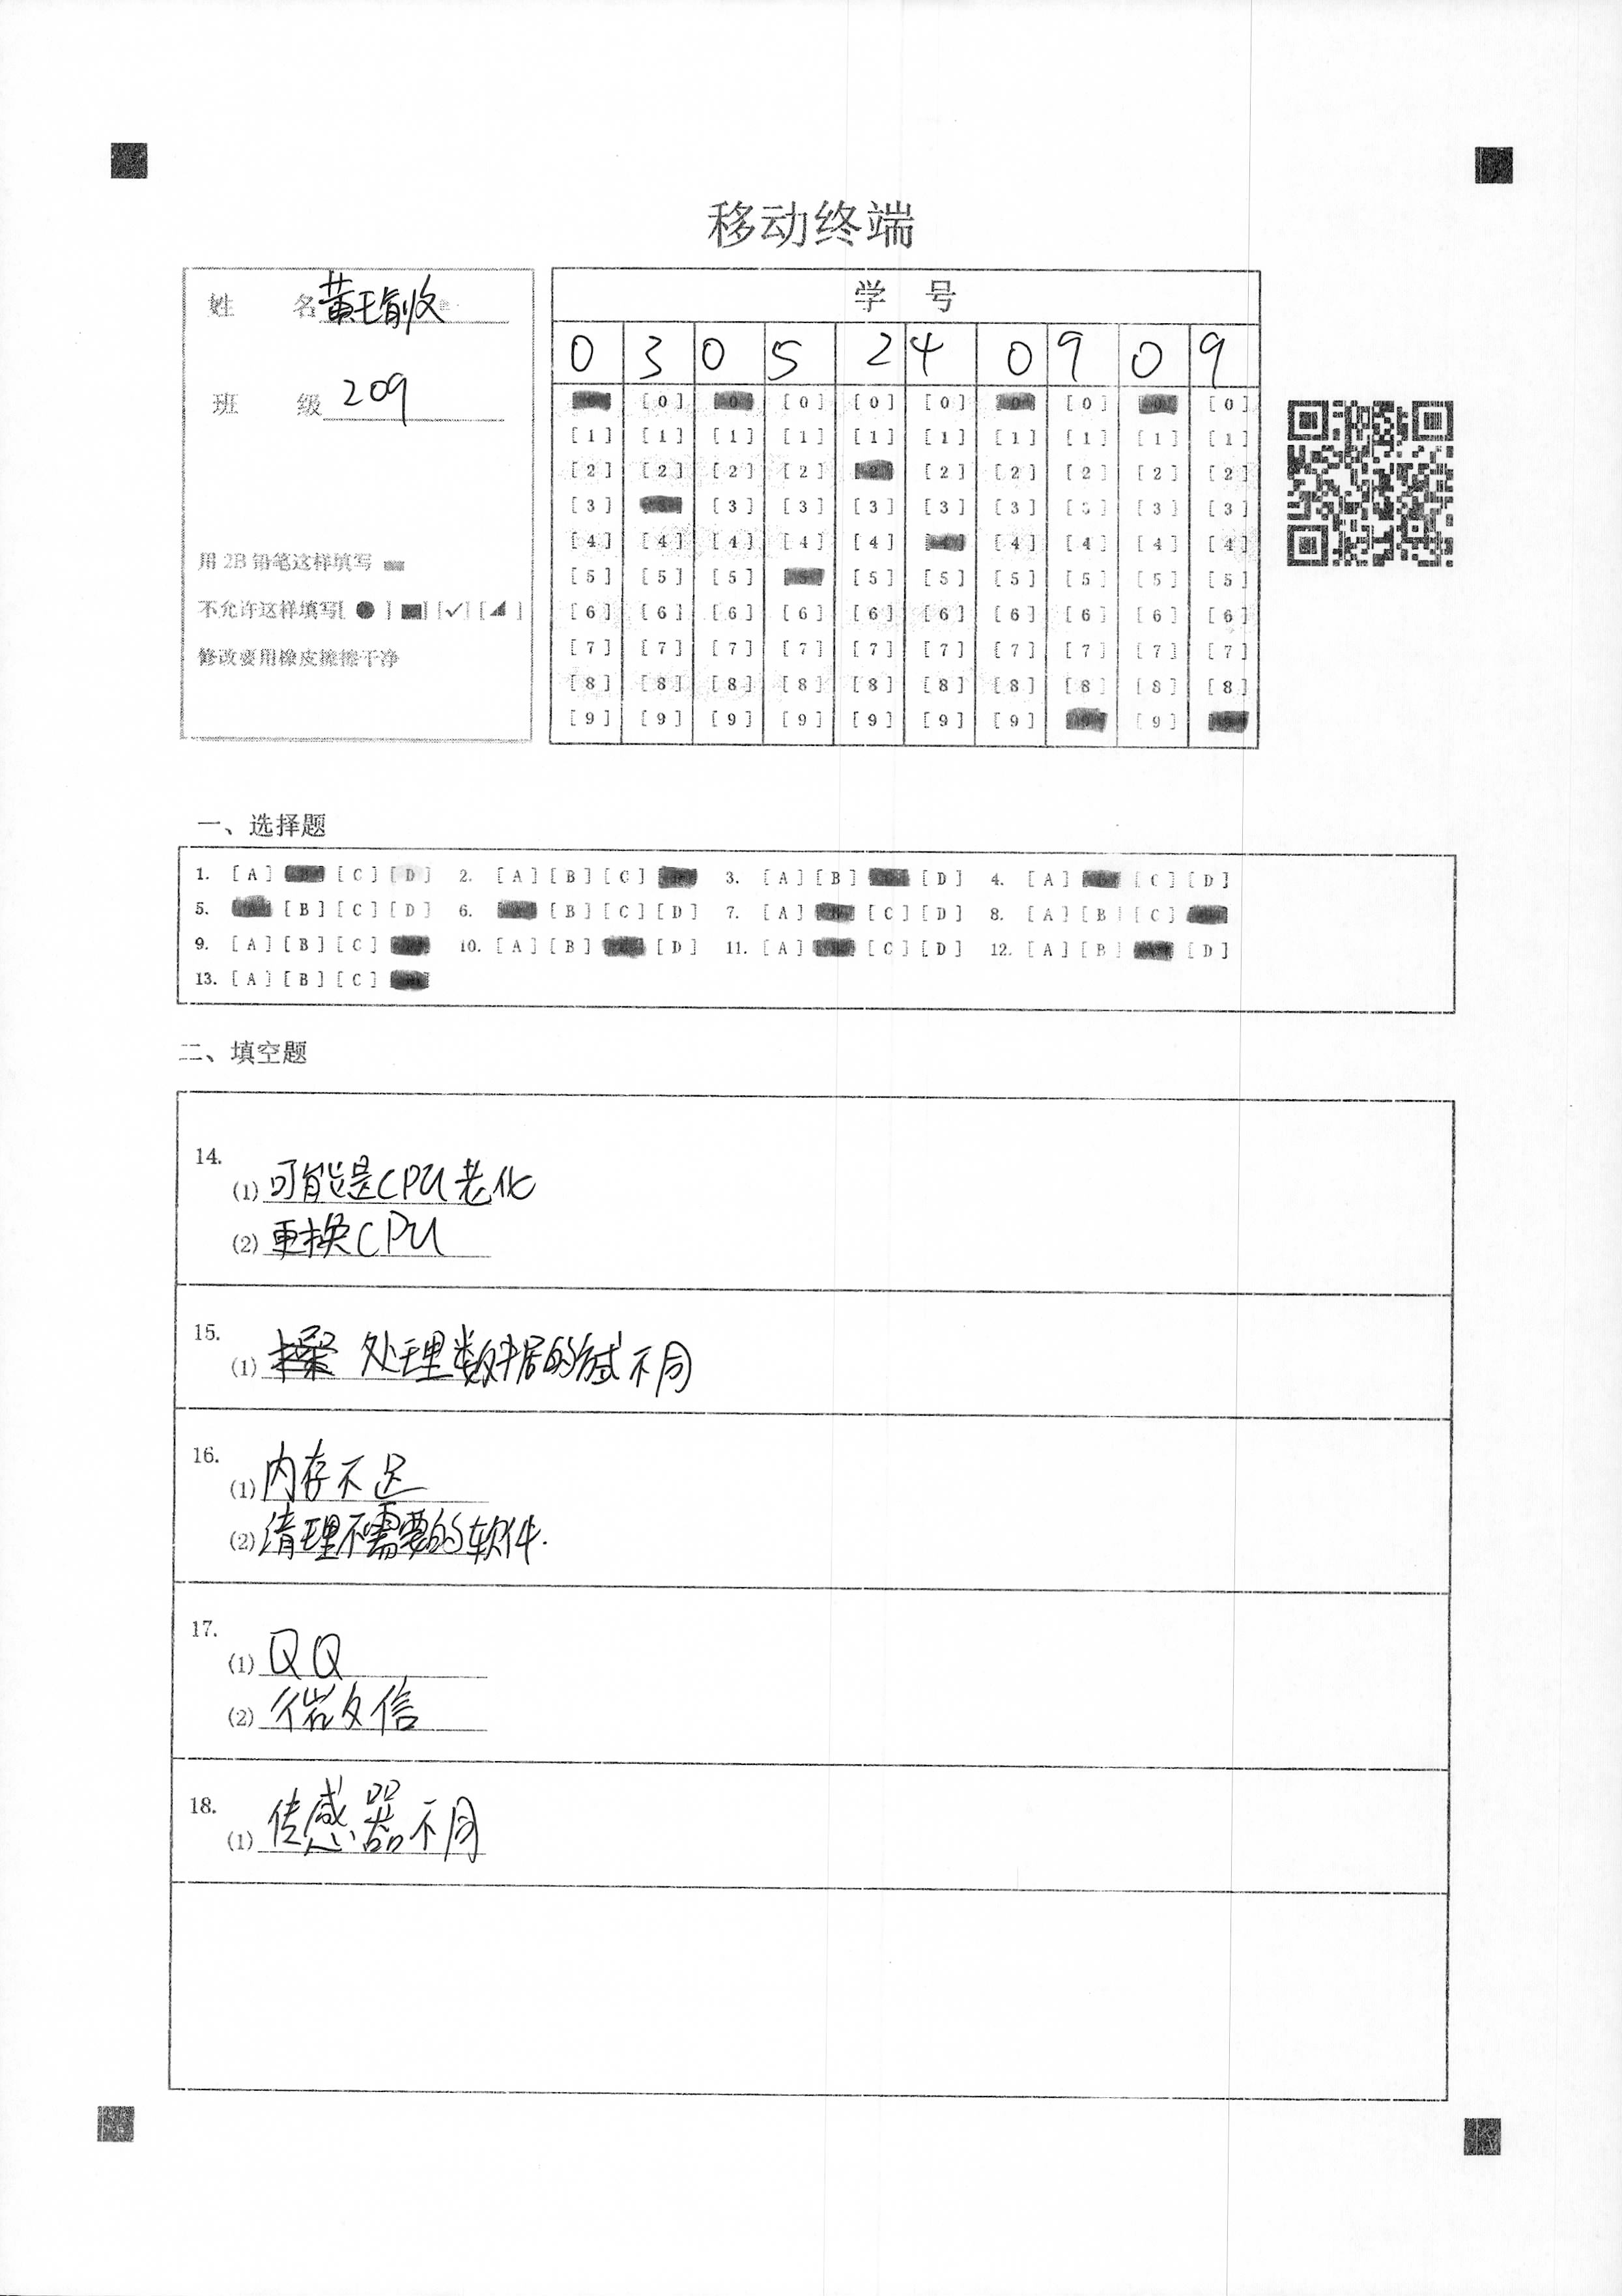 移动终端
姓 名
班 级 209
用 2B 铅笔这样填写
不允许这样填写[ ● ] [✓] [ ]
修改要用橡皮擦擦干净
学 号
0 3 0 5 2 4 0 9 0 9
[0] [0] [0] [0] [0] [0]
[1] [1] [1] [1] [1] [1] [1] [1] [1] [1]
[2] [2] [2] [2] [2] [2] [2] [2] [2] [2]
[3] [3] [3] [3] [3] [3] [3] [3] [3]
[4] [4] [4] [4] [4] [4] [4] [4] [4] [4]
[5] [5] [5] [5] [5] [5] [5] [5] [5] [5]
[6] [6] [6] [6] [6] [6] [6] [6] [6] [6]
[7] [7] [7] [7] [7] [7] [7] [7] [7] [7]
[8] [8] [8] [8] [8] [8] [8] [8] [8] [8]
[9] [9] [9] [9] [9] [9] [9] [9]
一、选择题
1. [A] [C] [D] 2. [A] [B] [C] 3. [A] [B] [D] 4. [A] [C] [D]
5. [B] [C] [D] 6. [B] [C] [D] 7. [A] [C] [D] 8. [A] [B] [C]
9. [A] [B] [C] 10. [A] [B] [D] 11. [A] [C] [D] 12. [A] [B] [D]
13. [A] [B] [C]
二、填空题
14.
(1) 可能是CPU老化
(2) 更换CPU
15.
(1) 处理数据的方式不同
16.
(1) 内存不足
(2) 清理不需要的软件.
17.
(1) QQ
(2) 微信
18.
(1) 传感器不同